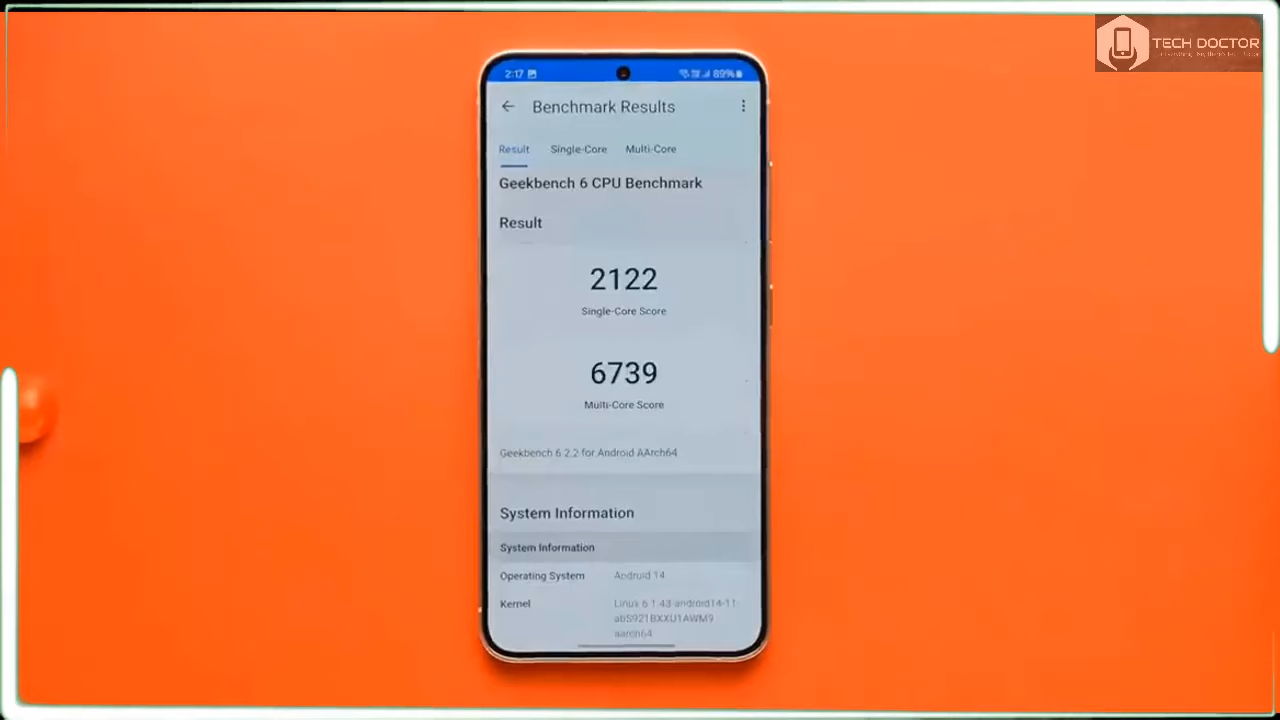 TECH DOCTOR
2:17
89%
Benchmark Results
Result Single-Core Multi-Core
Geekbench 6 CPU Benchmark
Result
2122
Single-Core Score
6739
Multi-Core Score
Geekbench 6.2.2 for Android AArch64
System Information
System Information
Operating System Android 14
Kernel Linux 6.1.43-android14-11-
abS921BXXU1AWM9
aarch64